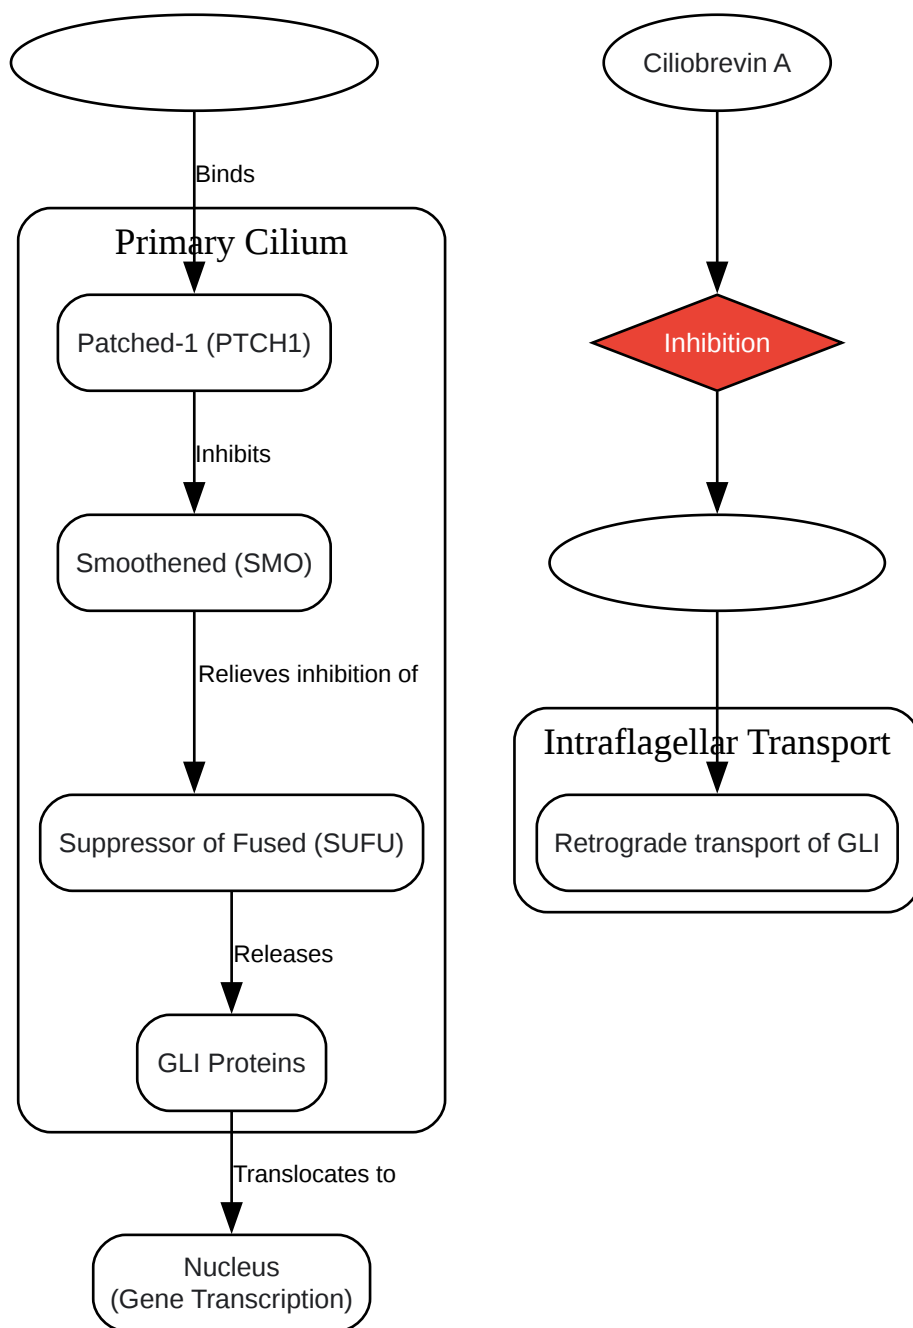 Ciliobrevin A
Binds
Primary Cilium
Patched-1 (PTCH1)
Inhibition
Inhibits
Smoothened (SMO)
Relieves inhibition of
Intraflagellar Transport
Suppressor of Fused (SUFU)
Retrograde transport of GLI
Releases
GLI Proteins
Translocates to
Nucleus
(Gene Transcription)